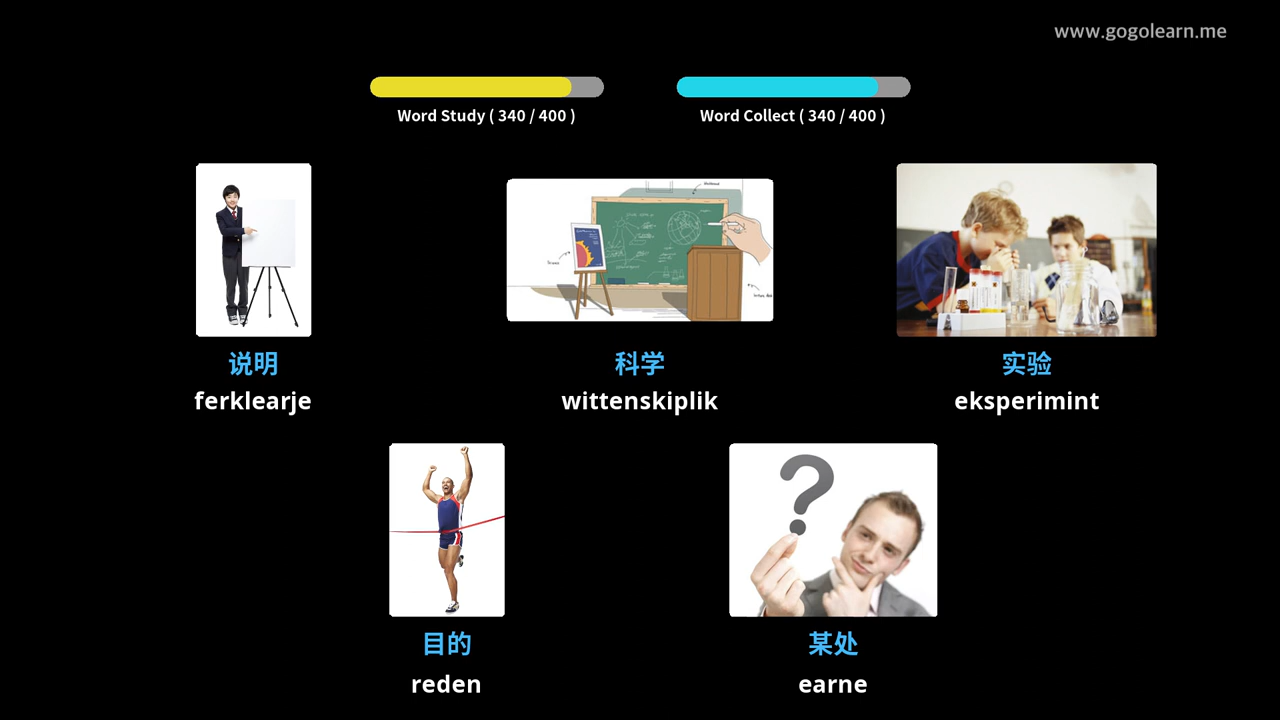 www.gogolearn.me
Word Study ( 340 / 400 )
Word Collect ( 340 / 400 )
说明
ferklearje
科学
wittenskiplik
实验
eksperimint
目的
reden
某处
earne